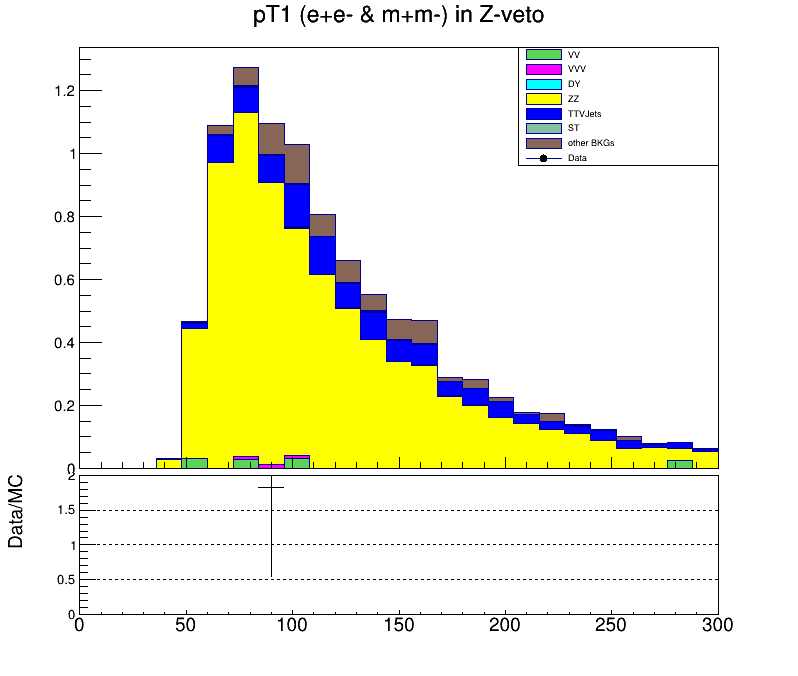 pT1 (e+e- & m+m-) in Z-veto
VV
VVV
DY
ZZ
TTVJets
ST
other BKGs
Data
1.2
1
0.8
0.6
0.4
0.2
0
Data/MC
2
1.5
1
0.5
0
0 50 100 150 200 250 300